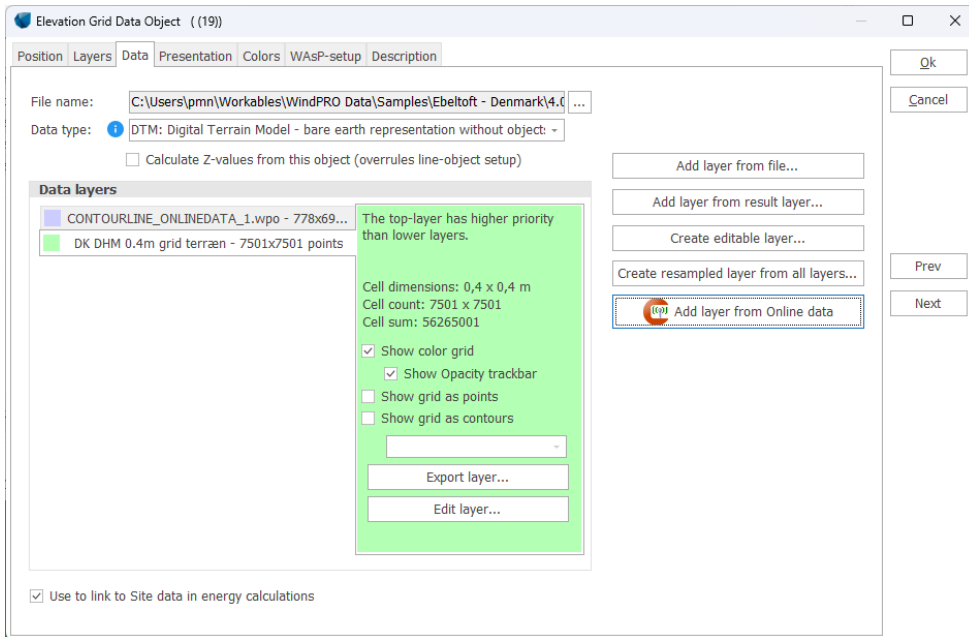 Elevation Grid Data Object ( (19))
Position Layers Data Presentation Colors WAsP-setup Description
Ok
Cancel
File name: C:\Users\pmn\Workables\WindPRO Data\Samples\Ebeltoft - Denmark\4.0 ...
Data type: DTM: Digital Terrain Model - bare earth representation without object:
Calculate Z-values from this object (overrules line-object setup)
Data layers
CONTOURLINE_ONLINEDATA_1.wpo - 778x69...
DK DHM 0.4m grid terræn - 7501x7501 points
The top-layer has higher priority
than lower layers.
Cell dimensions: 0,4 x 0,4 m
Cell count: 7501 x 7501
Cell sum: 56265001
Show color grid
Show Opacity trackbar
Show grid as points
Show grid as contours
Export layer...
Edit layer...
Add layer from file...
Add layer from result layer...
Create editable layer...
Create resampled layer from all layers...
Add layer from Online data
Prev
Next
Use to link to Site data in energy calculations